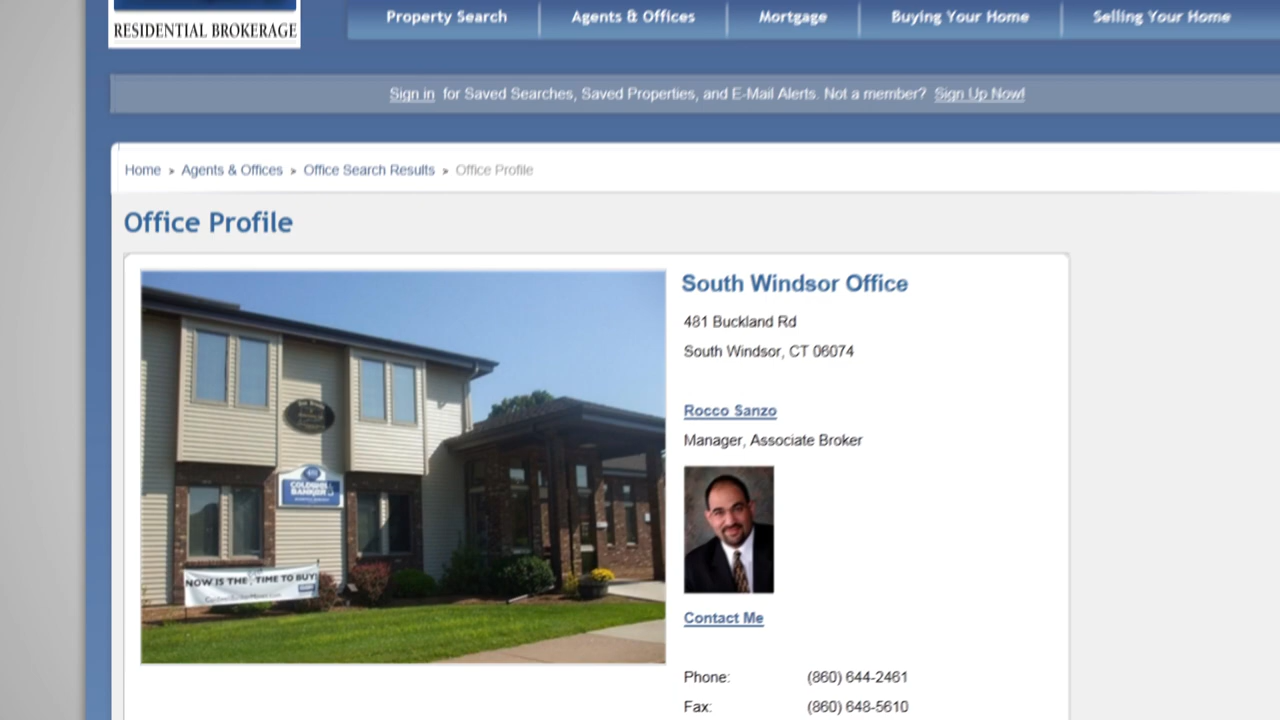 RESIDENTIAL BROKERAGE
Property Search
Agents & Offices
Mortgage
Buying Your Home
Selling Your Home
Sign in for Saved Searches, Saved Properties, and E-Mail Alerts. Not a member? Sign Up Now!
Home > Agents & Offices > Office Search Results > Office Profile
Office Profile
South Windsor Office
481 Buckland Rd
South Windsor, CT 06074
Rocco Sanzo
Manager, Associate Broker
Contact Me
Phone: (860) 644-2461
Fax: (860) 648-5610
481
COLDWELL
BANKER
NOW IS THE TIME TO BUY!